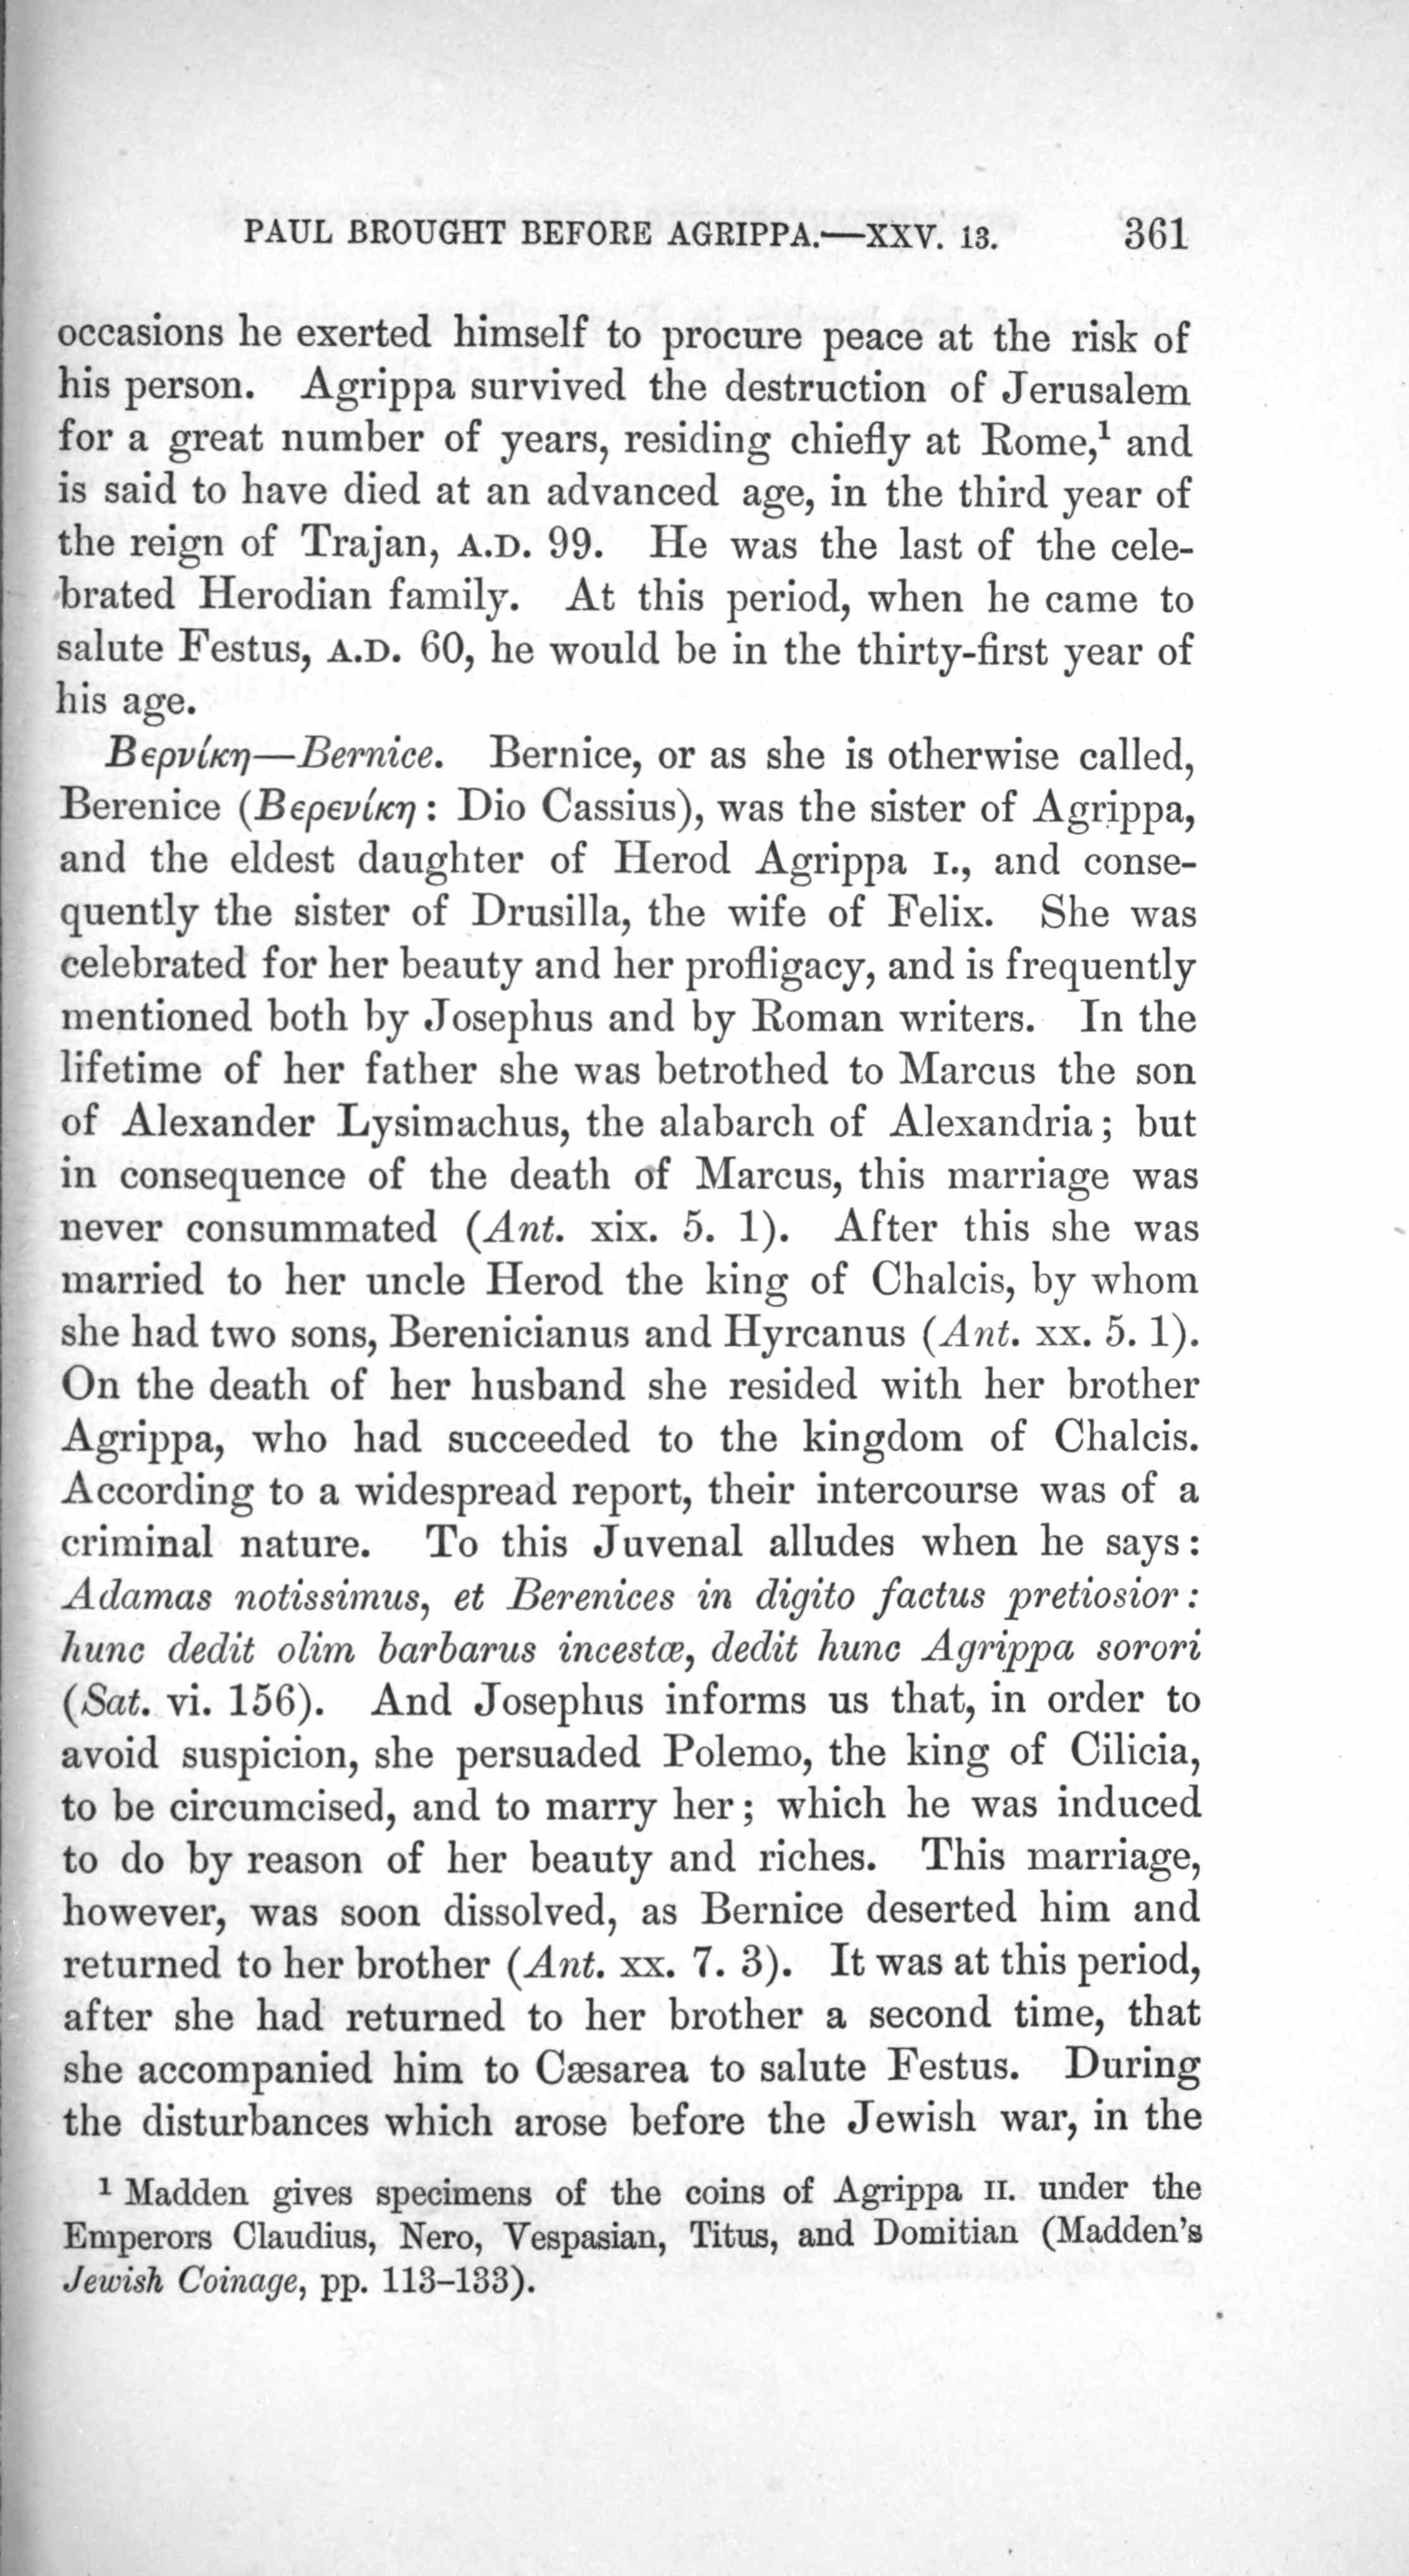 PAUL BROUGHT BEFORE AGRIPPA.—XXV. 13. 361
occasions he exerted himself to procure peace at the risk of
his person. Agrippa survived the destruction of Jerusalem
for a great number of years, residing chiefly at Rome,¹ and
is said to have died at an advanced age, in the third year of
the reign of Trajan, A.D. 99. He was the last of the cele-
brated Herodian family. At this period, when he came to
salute Festus, A.D. 60, he would be in the thirty-first year of
his age.
Βερνίκη—Bernice. Bernice, or as she is otherwise called,
Berenice (Βερενίκη: Dio Cassius), was the sister of Agrippa,
and the eldest daughter of Herod Agrippa I., and conse-
quently the sister of Drusilla, the wife of Felix. She was
celebrated for her beauty and her profligacy, and is frequently
mentioned both by Josephus and by Roman writers. In the
lifetime of her father she was betrothed to Marcus the son
of Alexander Lysimachus, the alabarch of Alexandria; but
in consequence of the death of Marcus, this marriage was
never consummated (Ant. xix. 5. 1). After this she was
married to her uncle Herod the king of Chalcis, by whom
she had two sons, Berenicianus and Hyrcanus (Ant. xx. 5. 1).
On the death of her husband she resided with her brother
Agrippa, who had succeeded to the kingdom of Chalcis.
According to a widespread report, their intercourse was of a
criminal nature. To this Juvenal alludes when he says:
Adamas notissimus, et Berenices in digito factus pretiosior:
hunc dedit olim barbarus incestæ, dedit hunc Agrippa sorori
(Sat. vi. 156). And Josephus informs us that, in order to
avoid suspicion, she persuaded Polemo, the king of Cilicia,
to be circumcised, and to marry her; which he was induced
to do by reason of her beauty and riches. This marriage,
however, was soon dissolved, as Bernice deserted him and
returned to her brother (Ant. xx. 7. 3). It was at this period,
after she had returned to her brother a second time, that
she accompanied him to Cæsarea to salute Festus. During
the disturbances which arose before the Jewish war, in the
¹ Madden gives specimens of the coins of Agrippa II. under the
Emperors Claudius, Nero, Vespasian, Titus, and Domitian (Madden's
Jewish Coinage, pp. 113–133).